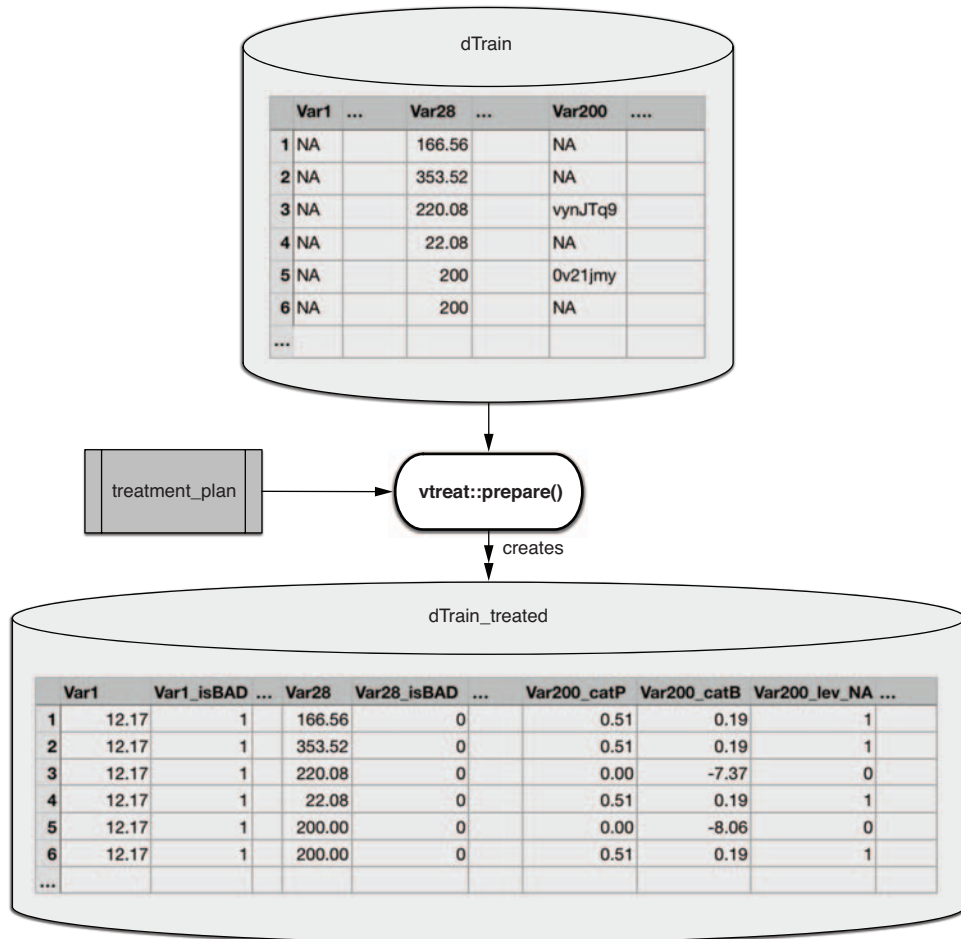 dTrain
Var1 ... Var28 ... Var200 ....
1 NA 166.56 NA
2 NA 353.52 NA
3 NA 220.08 vynJTq9
4 NA 22.08 NA
5 NA 200 0v21jmy
6 NA 200 NA
...
treatment_plan
vtreat::prepare()
creates
dTrain_treated
Var1 Var1_isBAD ... Var28 Var28_isBAD ... Var200_catP Var200_catB Var200_lev_NA ...
1 12.17 1 166.56 0 0.51 0.19 1
2 12.17 1 353.52 0 0.51 0.19 1
3 12.17 1 220.08 0 0.00 -7.37 0
4 12.17 1 22.08 0 0.51 0.19 1
5 12.17 1 200.00 0 0.00 -8.06 0
6 12.17 1 200.00 0 0.51 0.19 1
...